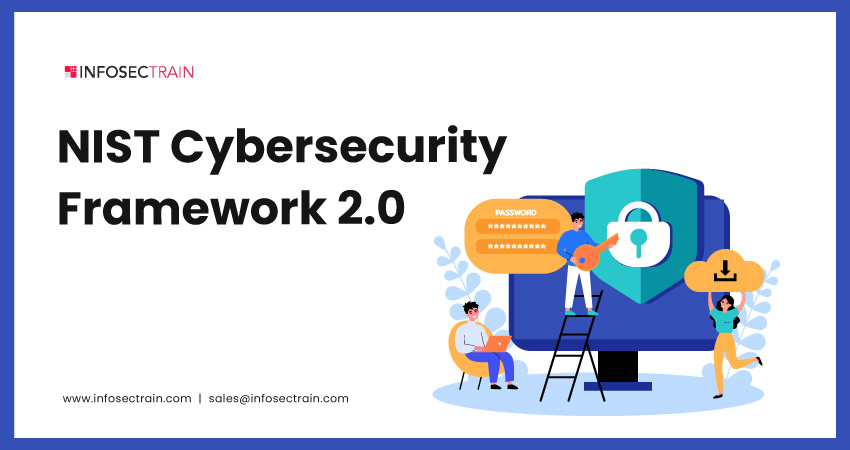 INFOSECTRAIN
NIST Cybersecurity
Framework 2.0
PASSWORD
**********
**********
www.infosectrain.com | sales@infosectrain.com